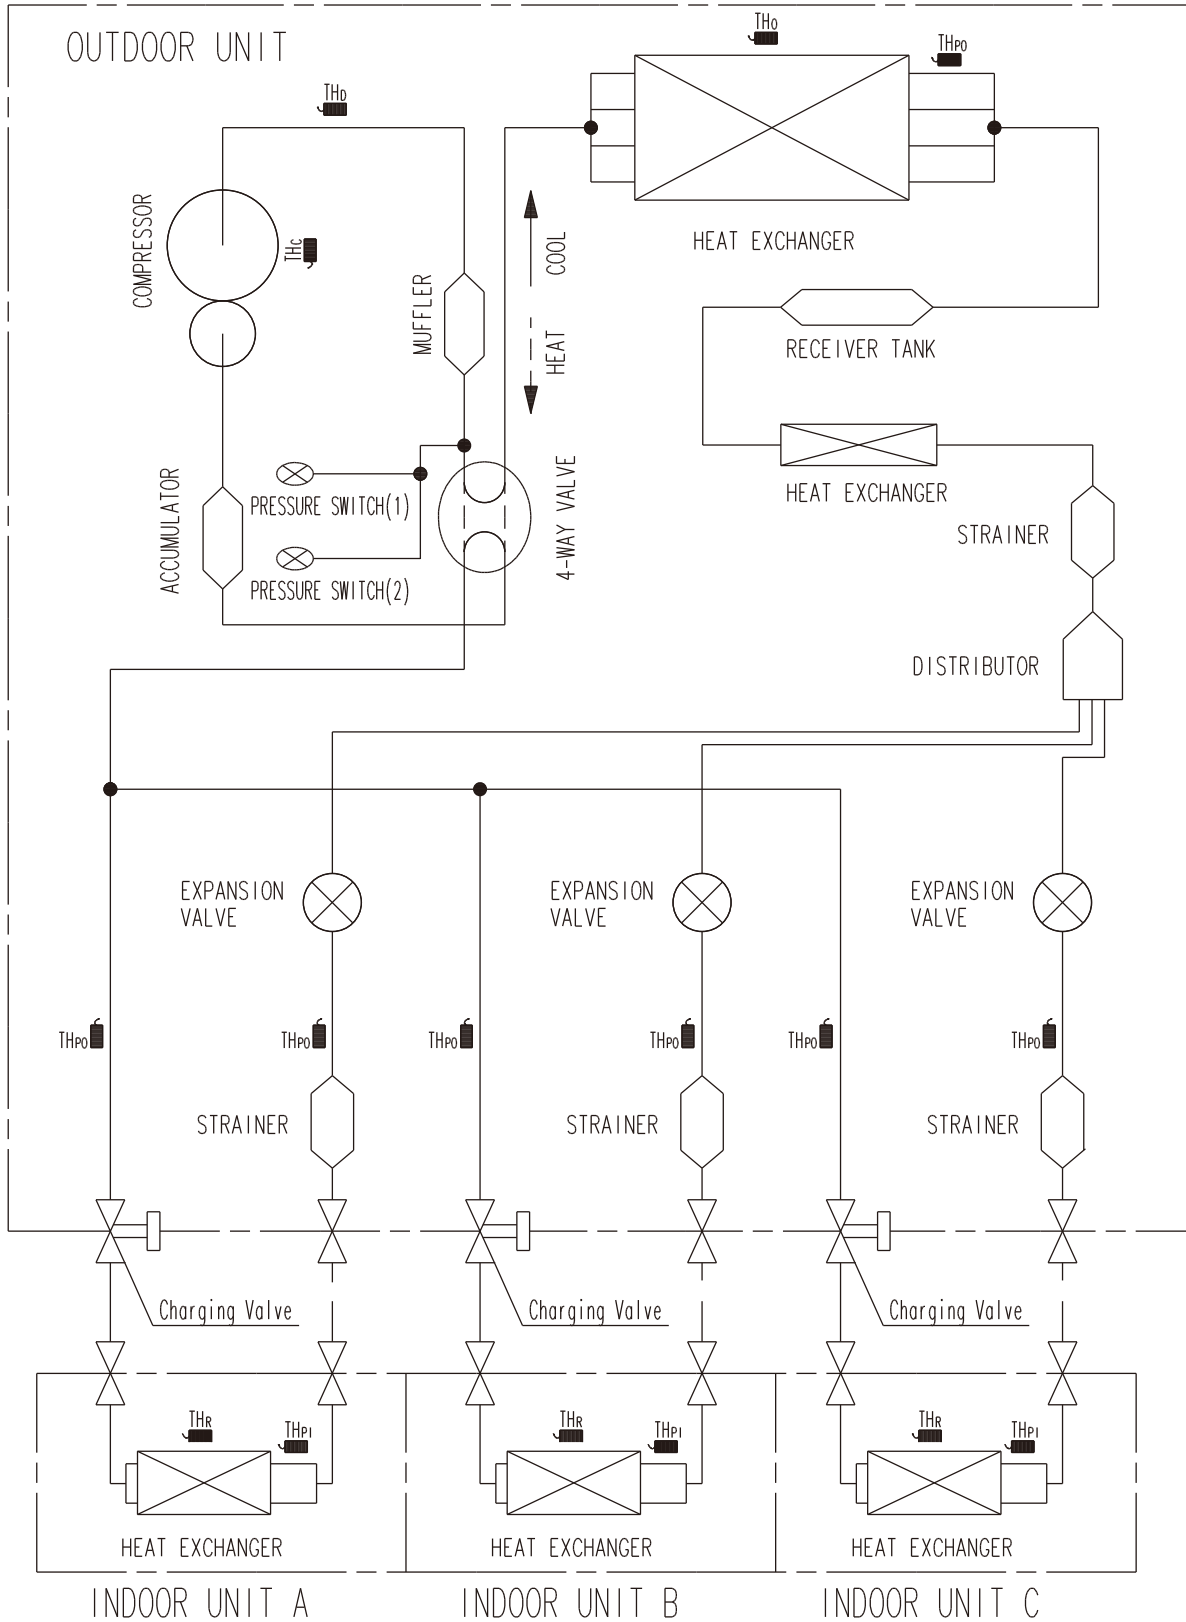 OUTDOOR UNIT
THO
THPO
THD
COMPRESSOR
THC
MUFFLER
COOL
HEAT
HEAT EXCHANGER
RECEIVER TANK
HEAT EXCHANGER
STRAINER
ACCUMULATOR
PRESSURE SWITCH(1)
PRESSURE SWITCH(2)
4-WAY VALVE
DISTRIBUTOR
EXPANSION
VALVE
EXPANSION
VALVE
EXPANSION
VALVE
THPO
THPO
THPO
THPO
THPO
THPO
STRAINER
STRAINER
STRAINER
Charging Valve
Charging Valve
Charging Valve
THR
THPI
THR
THPI
THR
THPI
HEAT EXCHANGER
HEAT EXCHANGER
HEAT EXCHANGER
INDOOR UNIT A
INDOOR UNIT B
INDOOR UNIT C